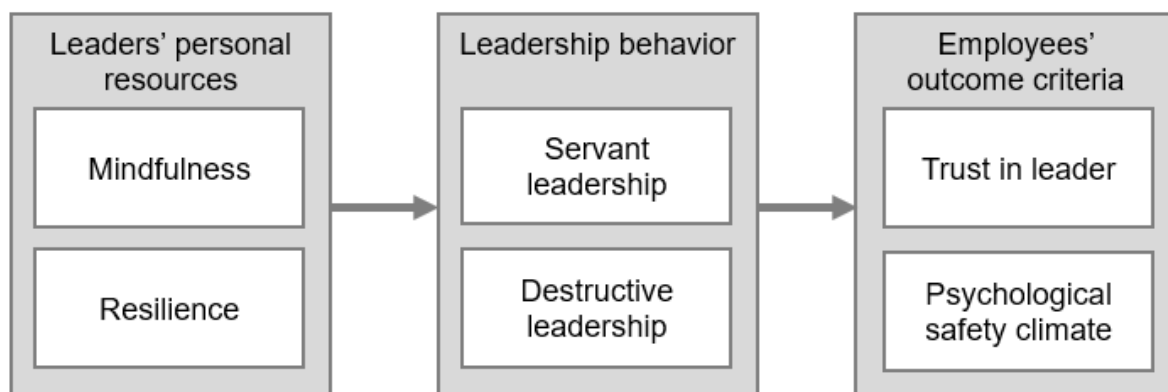 Leaders’ personal
resources
Mindfulness
Resilience
Leadership behavior
Servant
leadership
Destructive
leadership
Employees’
outcome criteria
Trust in leader
Psychological
safety climate